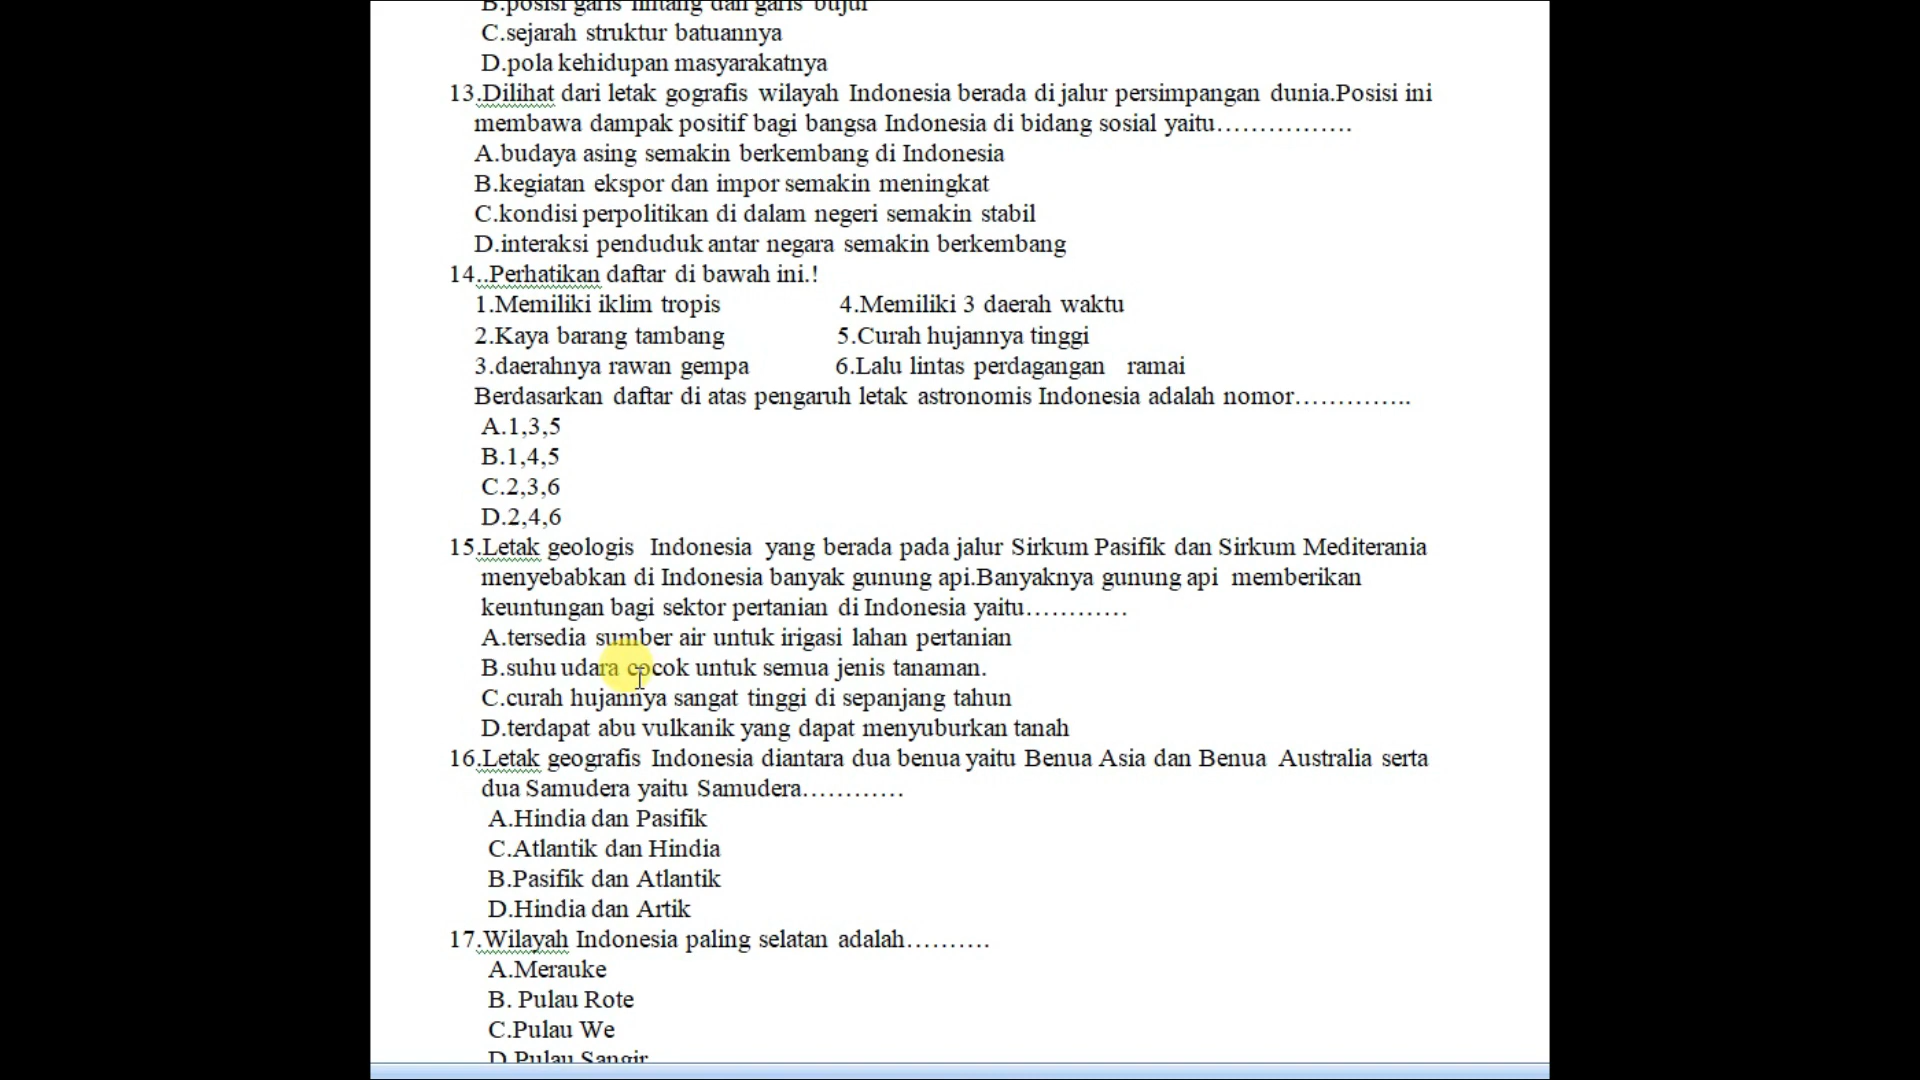 B.posisi garis lintang dan garis bujur
C.sejarah struktur batuannya
D.pola kehidupan masyarakatnya
13.Dilihat dari letak gografis wilayah Indonesia berada di jalur persimpangan dunia.Posisi ini
membawa dampak positif bagi bangsa Indonesia di bidang sosial yaitu.................
A.budaya asing semakin berkembang di Indonesia
B.kegiatan ekspor dan impor semakin meningkat
C.kondisi perpolitikan di dalam negeri semakin stabil
D.interaksi penduduk antar negara semakin berkembang
14..Perhatikan daftar di bawah ini.!
1.Memiliki iklim tropis 4.Memiliki 3 daerah waktu
2.Kaya barang tambang 5.Curah hujannya tinggi
3.daerahnya rawan gempa 6.Lalu lintas perdagangan ramai
Berdasarkan daftar di atas pengaruh letak astronomis Indonesia adalah nomor..............
A.1,3,5
B.1,4,5
C.2,3,6
D.2,4,6
15.Letak geologis Indonesia yang berada pada jalur Sirkum Pasifik dan Sirkum Mediterania
menyebabkan di Indonesia banyak gunung api.Banyaknya gunung api memberikan
keuntungan bagi sektor pertanian di Indonesia yaitu............
A.tersedia sumber air untuk irigasi lahan pertanian
B.suhu udara cocok untuk semua jenis tanaman.
C.curah hujannya sangat tinggi di sepanjang tahun
D.terdapat abu vulkanik yang dapat menyuburkan tanah
16.Letak geografis Indonesia diantara dua benua yaitu Benua Asia dan Benua Australia serta
dua Samudera yaitu Samudera............
A.Hindia dan Pasifik
C.Atlantik dan Hindia
B.Pasifik dan Atlantik
D.Hindia dan Artik
17.Wilayah Indonesia paling selatan adalah..........
A.Merauke
B. Pulau Rote
C.Pulau We
D.Pulau Sangir